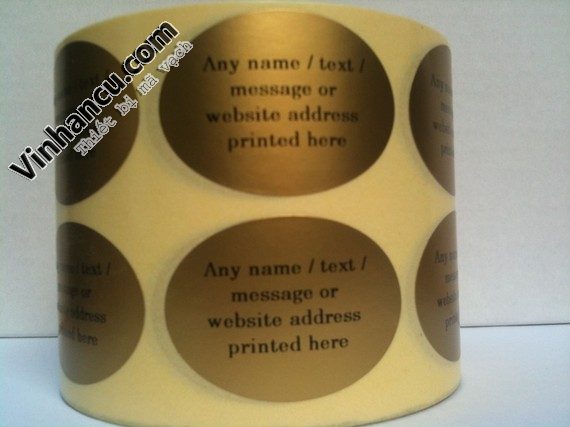 Vinhancu.com
Thiết bị mã vạch
Any name / text /
message or
website address
printed here
Any name / text /
message or
website address
printed here